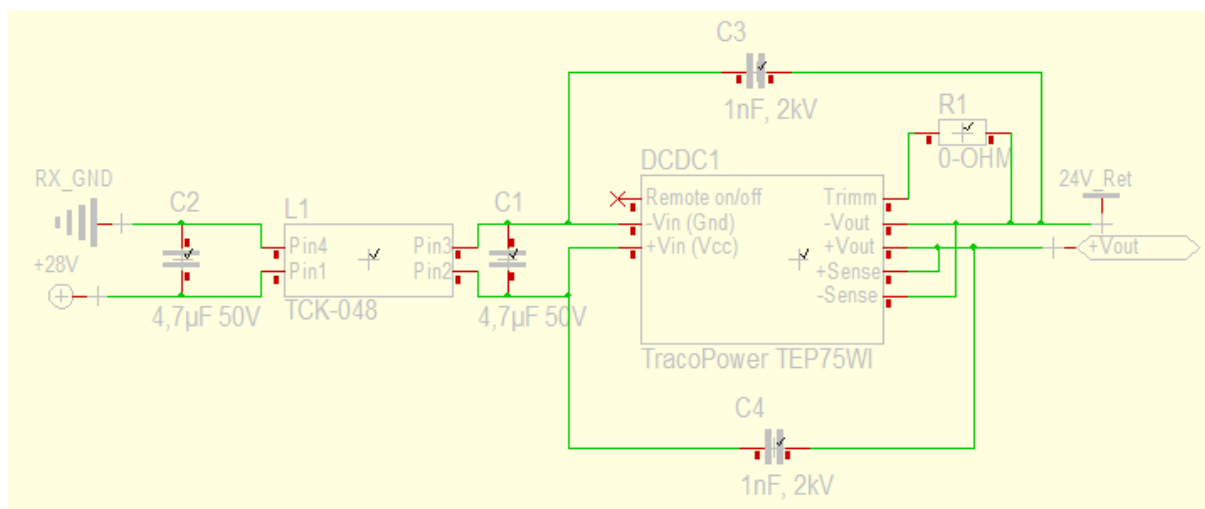 C3
1nF, 2kV
R1
0-OHM
DCDC1
Remote on/off
Trimm
-Vin (Gnd)
-Vout
+Vin (Vcc)
+Vout
+Sense
-Sense
TracoPower TEP75WI
24V_Ret
+Vout
RX_GND
C2
L1
C1
Pin4
Pin3
+28V
Pin1
Pin2
4,7µF 50V
TCK-048
4,7µF 50V
C4
1nF, 2kV